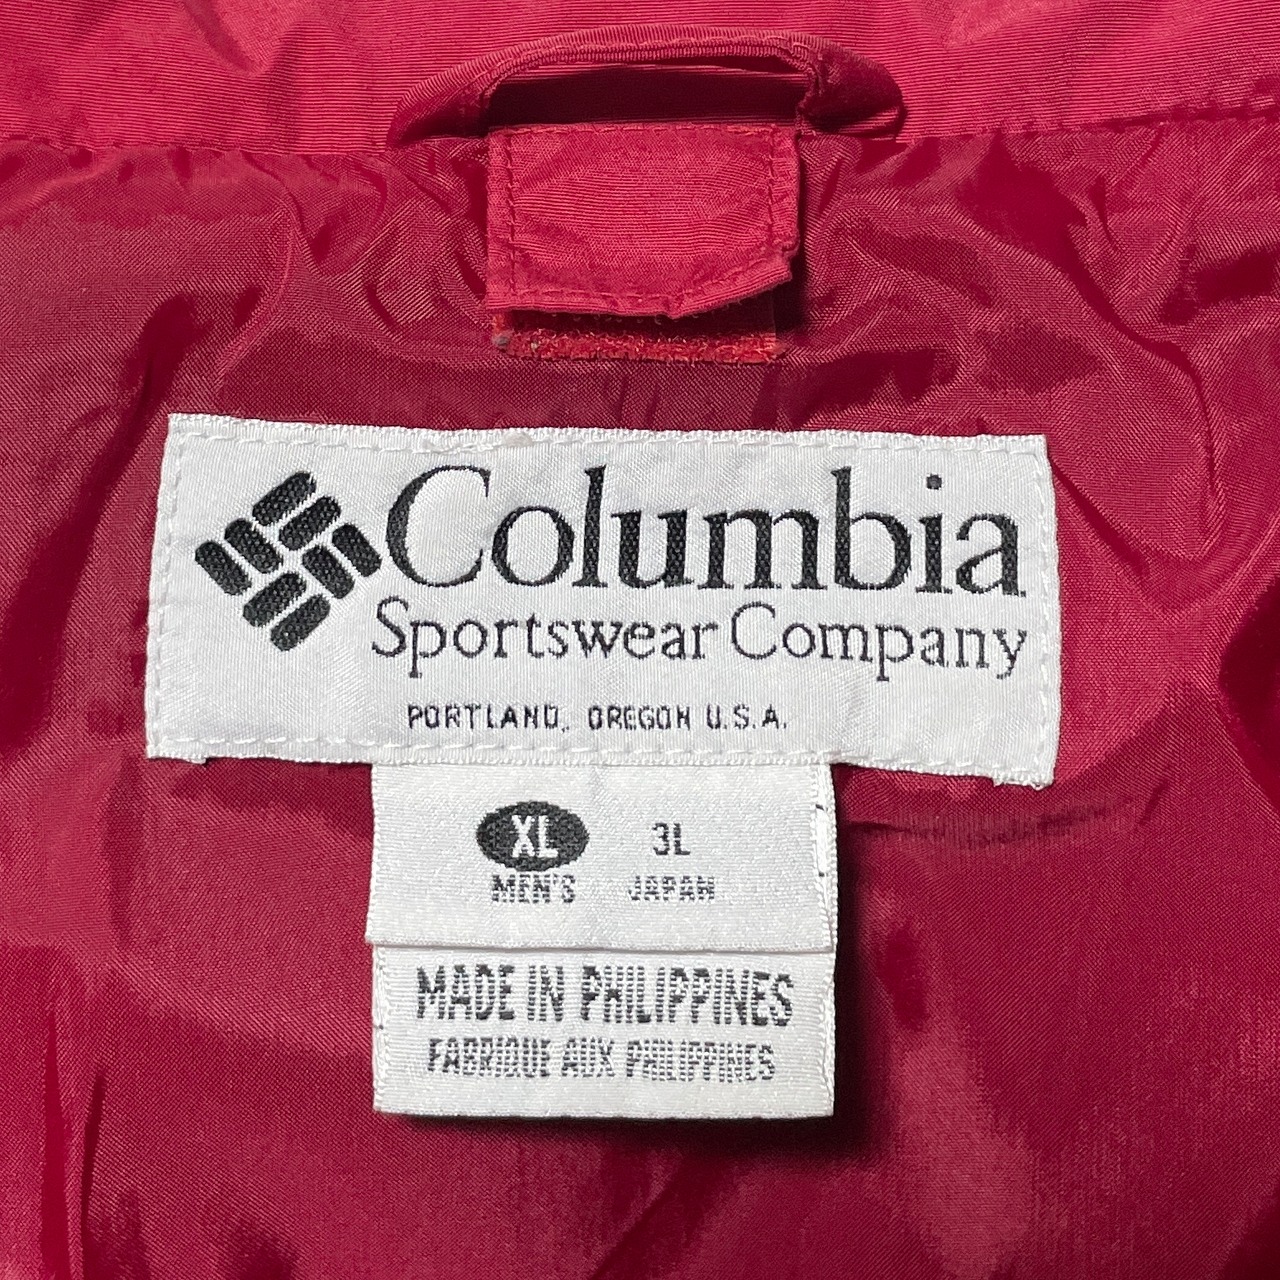 Columbia
Sportswear Company
PORTLAND, OREGON U.S.A.
XL 3L
MEN'S JAPAN
MADE IN PHILIPPINES
FABRIQUE AUX PHILIPPINES